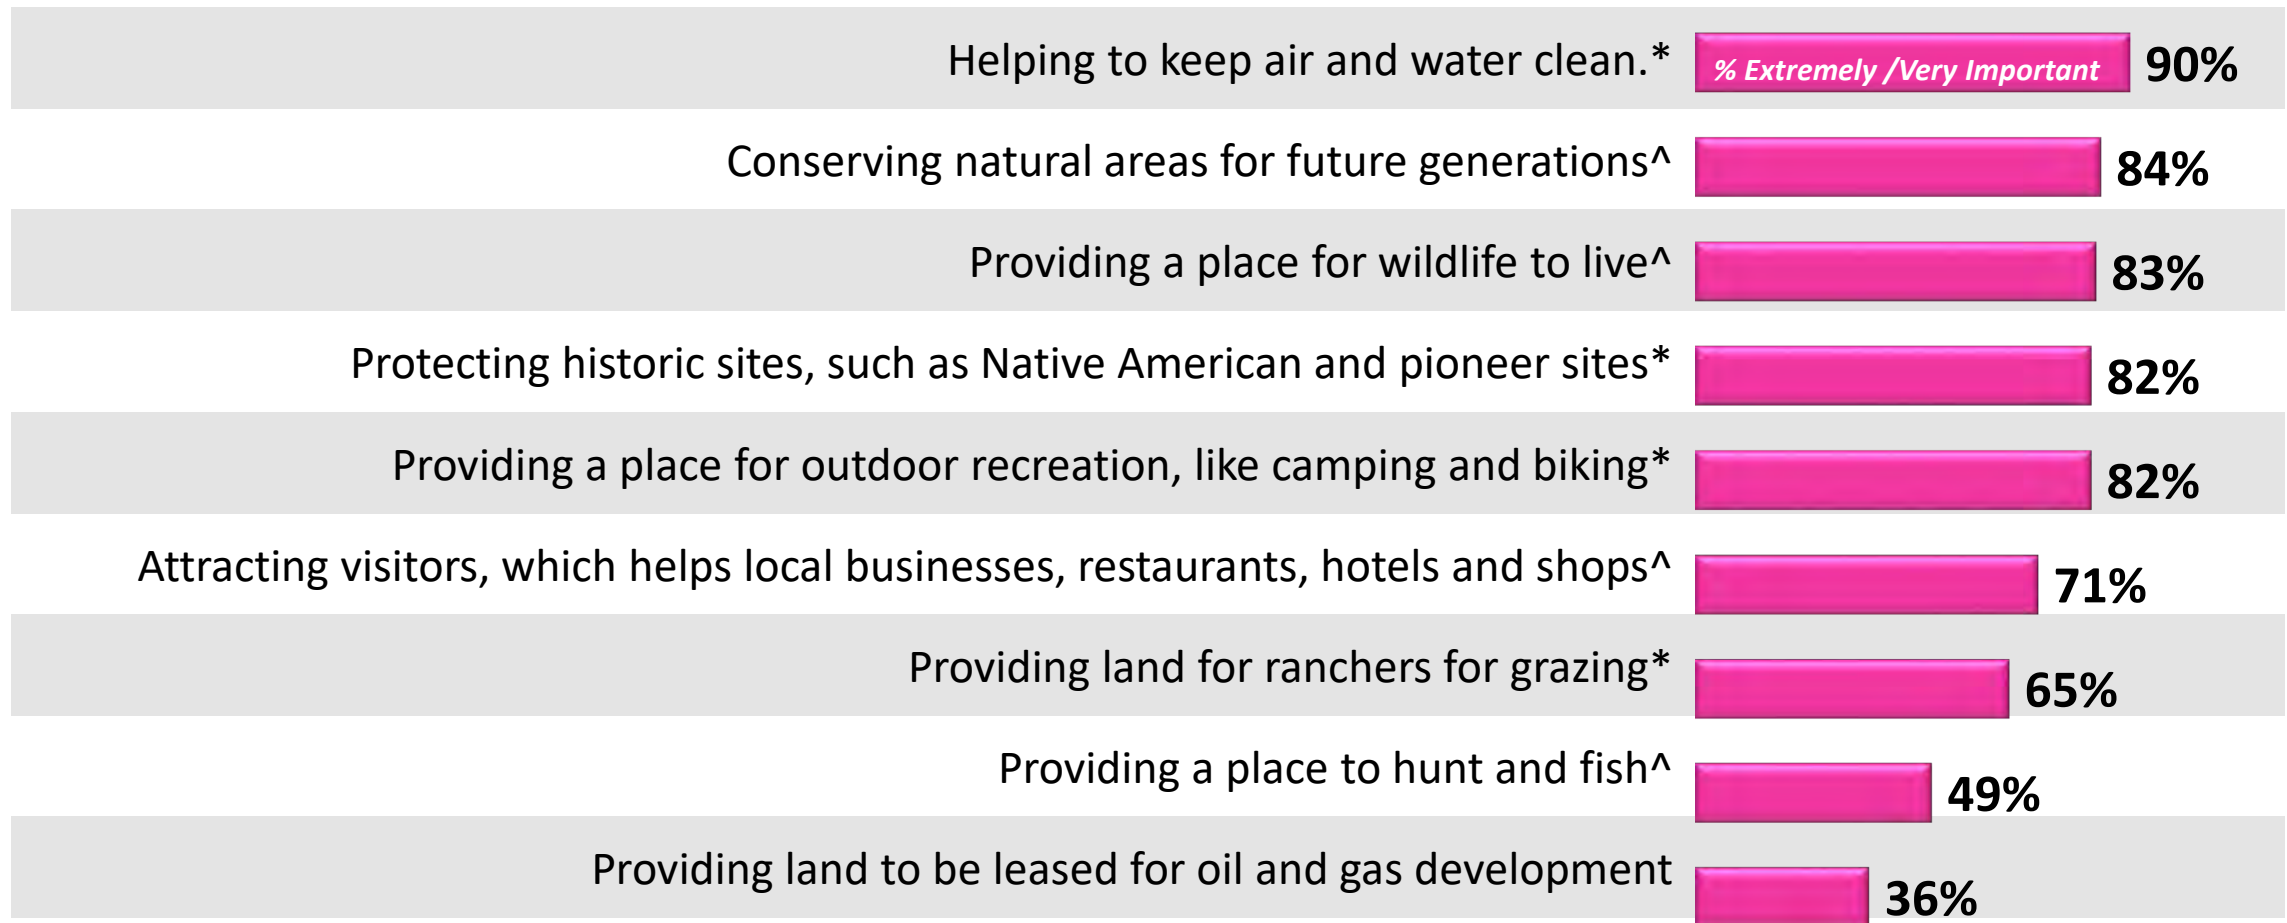 Helping to keep air and water clean.* % Extremely /Very Important 90%
Conserving natural areas for future generations^ 84%
Providing a place for wildlife to live^ 83%
Protecting historic sites, such as Native American and pioneer sites* 82%
Providing a place for outdoor recreation, like camping and biking* 82%
Attracting visitors, which helps local businesses, restaurants, hotels and shops^ 71%
Providing land for ranchers for grazing* 65%
Providing a place to hunt and fish^ 49%
Providing land to be leased for oil and gas development 36%